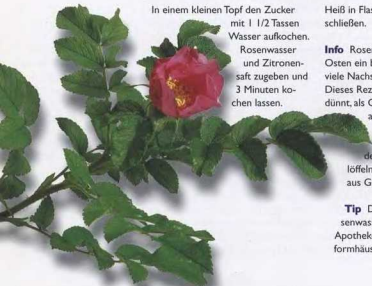 In einem kleinen Topf den Zucker
mit 1 1/2 Tassen
Wasser aufkochen.
Rosenwasser
und Zitronen-
saft zugeben und
3 Minuten ko-
chen lassen.
Heiß in Flas
schließen.
Info Rose
Osten ein b
viele Nachs
Dieses Rez
dünnt, als G
a
de
löffeln
aus G
Tip D
senwas
Apothek
formhäus